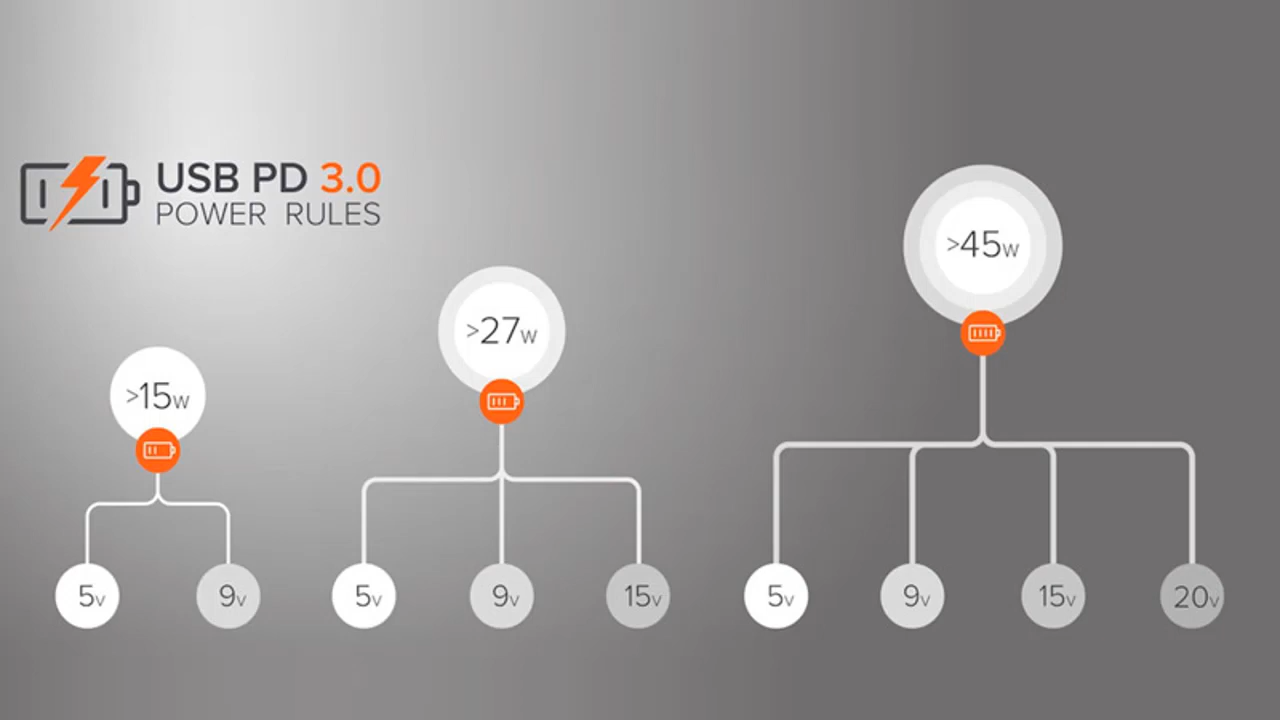 USB PD 3.0
POWER RULES
>15W
5V
9V
>27W
5V
9V
15V
>45W
5V
9V
15V
20V